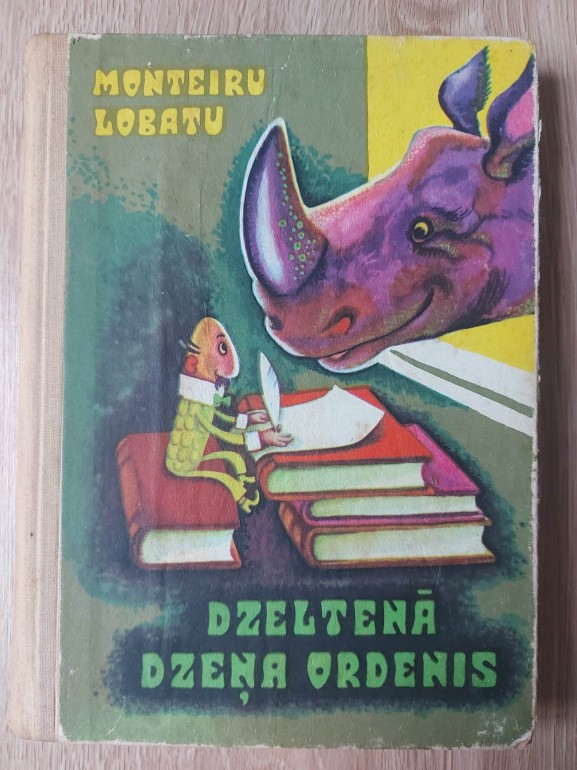 MONTEIRU
LOBATU
DZELTENĀ
DZEŅA ORDENIS